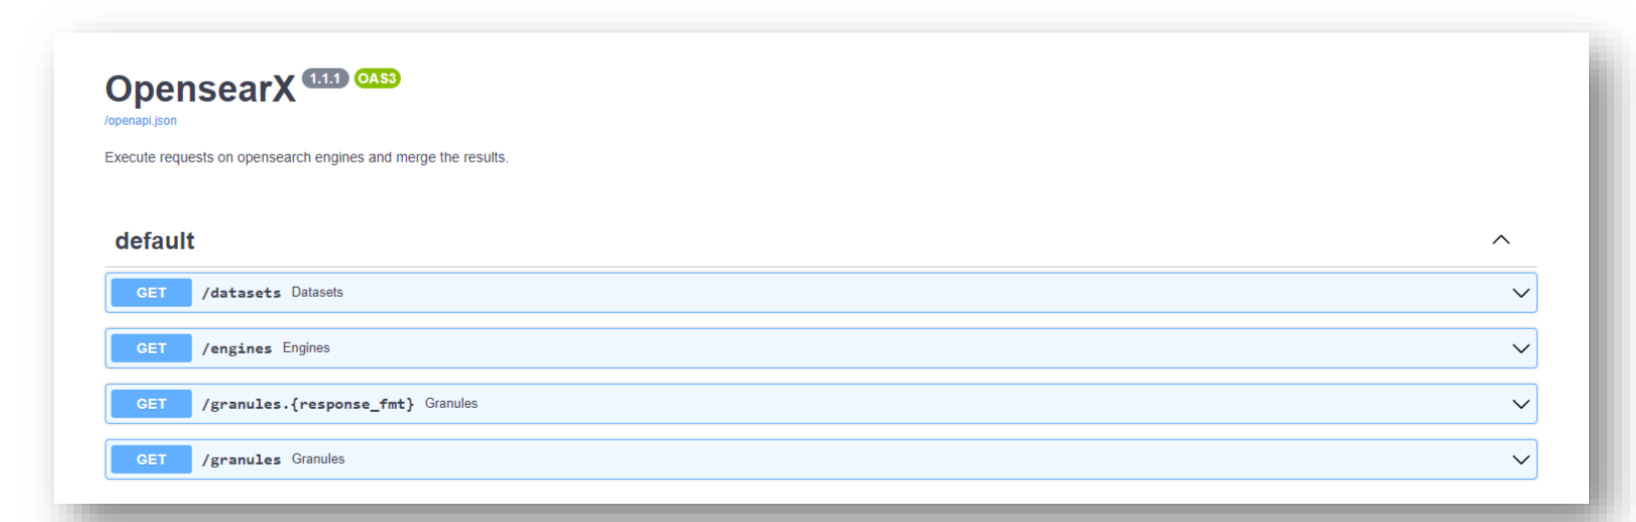 OpensearX 1.1.1 OAS3
/openapi.json
Execute requests on opensearch engines and merge the results.
default
GET /datasets Datasets
GET /engines Engines
GET /granules.{response_fmt} Granules
GET /granules Granules